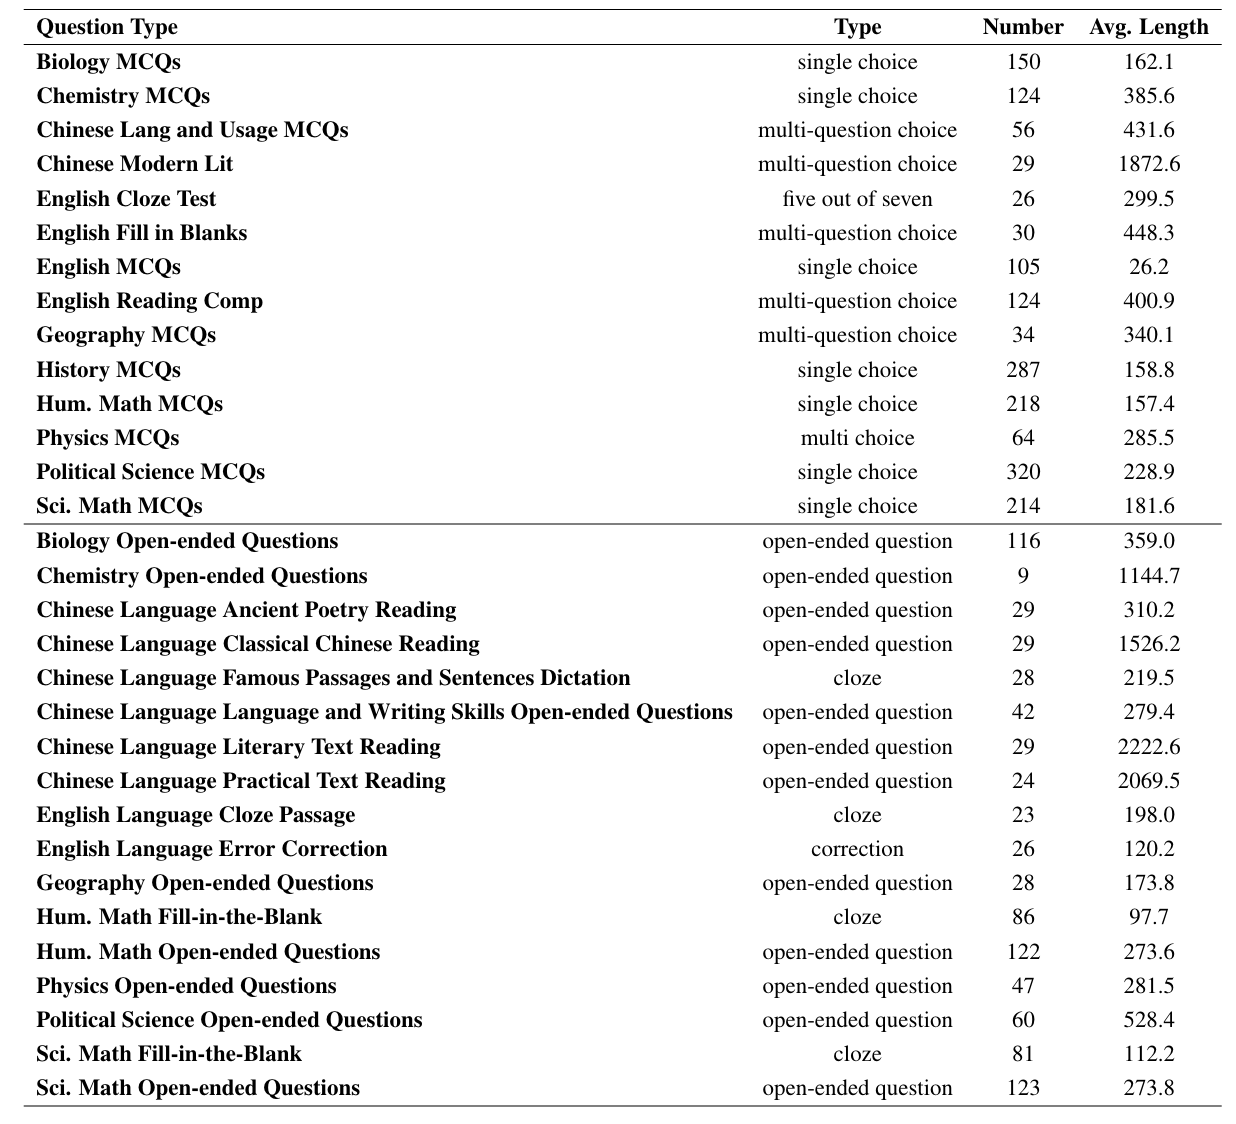 Question Type Type Number Avg. Length
Biology MCQs single choice 150 162.1
Chemistry MCQs single choice 124 385.6
Chinese Lang and Usage MCQs multi-question choice 56 431.6
Chinese Modern Lit multi-question choice 29 1872.6
English Cloze Test five out of seven 26 299.5
English Fill in Blanks multi-question choice 30 448.3
English MCQs single choice 105 26.2
English Reading Comp multi-question choice 124 400.9
Geography MCQs multi-question choice 34 340.1
History MCQs single choice 287 158.8
Hum. Math MCQs single choice 218 157.4
Physics MCQs multi choice 64 285.5
Political Science MCQs single choice 320 228.9
Sci. Math MCQs single choice 214 181.6
Biology Open-ended Questions open-ended question 116 359.0
Chemistry Open-ended Questions open-ended question 9 1144.7
Chinese Language Ancient Poetry Reading open-ended question 29 310.2
Chinese Language Classical Chinese Reading open-ended question 29 1526.2
Chinese Language Famous Passages and Sentences Dictation cloze 28 219.5
Chinese Language Language and Writing Skills Open-ended Questions open-ended question 42 279.4
Chinese Language Literary Text Reading open-ended question 29 2222.6
Chinese Language Practical Text Reading open-ended question 24 2069.5
English Language Cloze Passage cloze 23 198.0
English Language Error Correction correction 26 120.2
Geography Open-ended Questions open-ended question 28 173.8
Hum. Math Fill-in-the-Blank cloze 86 97.7
Hum. Math Open-ended Questions open-ended question 122 273.6
Physics Open-ended Questions open-ended question 47 281.5
Political Science Open-ended Questions open-ended question 60 528.4
Sci. Math Fill-in-the-Blank cloze 81 112.2
Sci. Math Open-ended Questions open-ended question 123 273.8